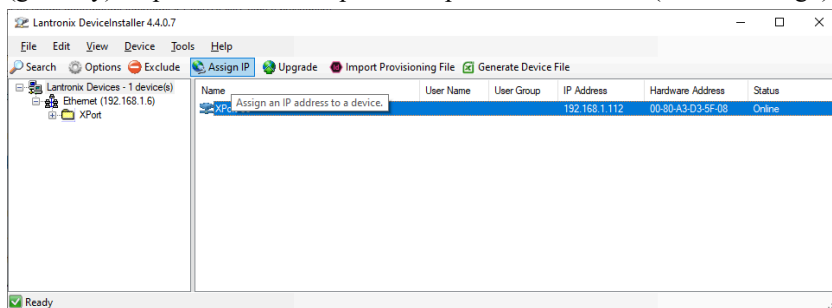 Lantronix DeviceInstaller 4.4.0.7
File Edit View Device Tools Help
Search Options Exclude Assign IP Upgrade Import Provisioning File Generate Device File
Lantronix Devices - 1 device(s)
Ethernet (192.168.1.6)
XPort
Name User Name User Group IP Address Hardware Address Status
Assign an IP address to a device.
192.168.1.112 00-80-A3-D3-5F-08 Online
Ready